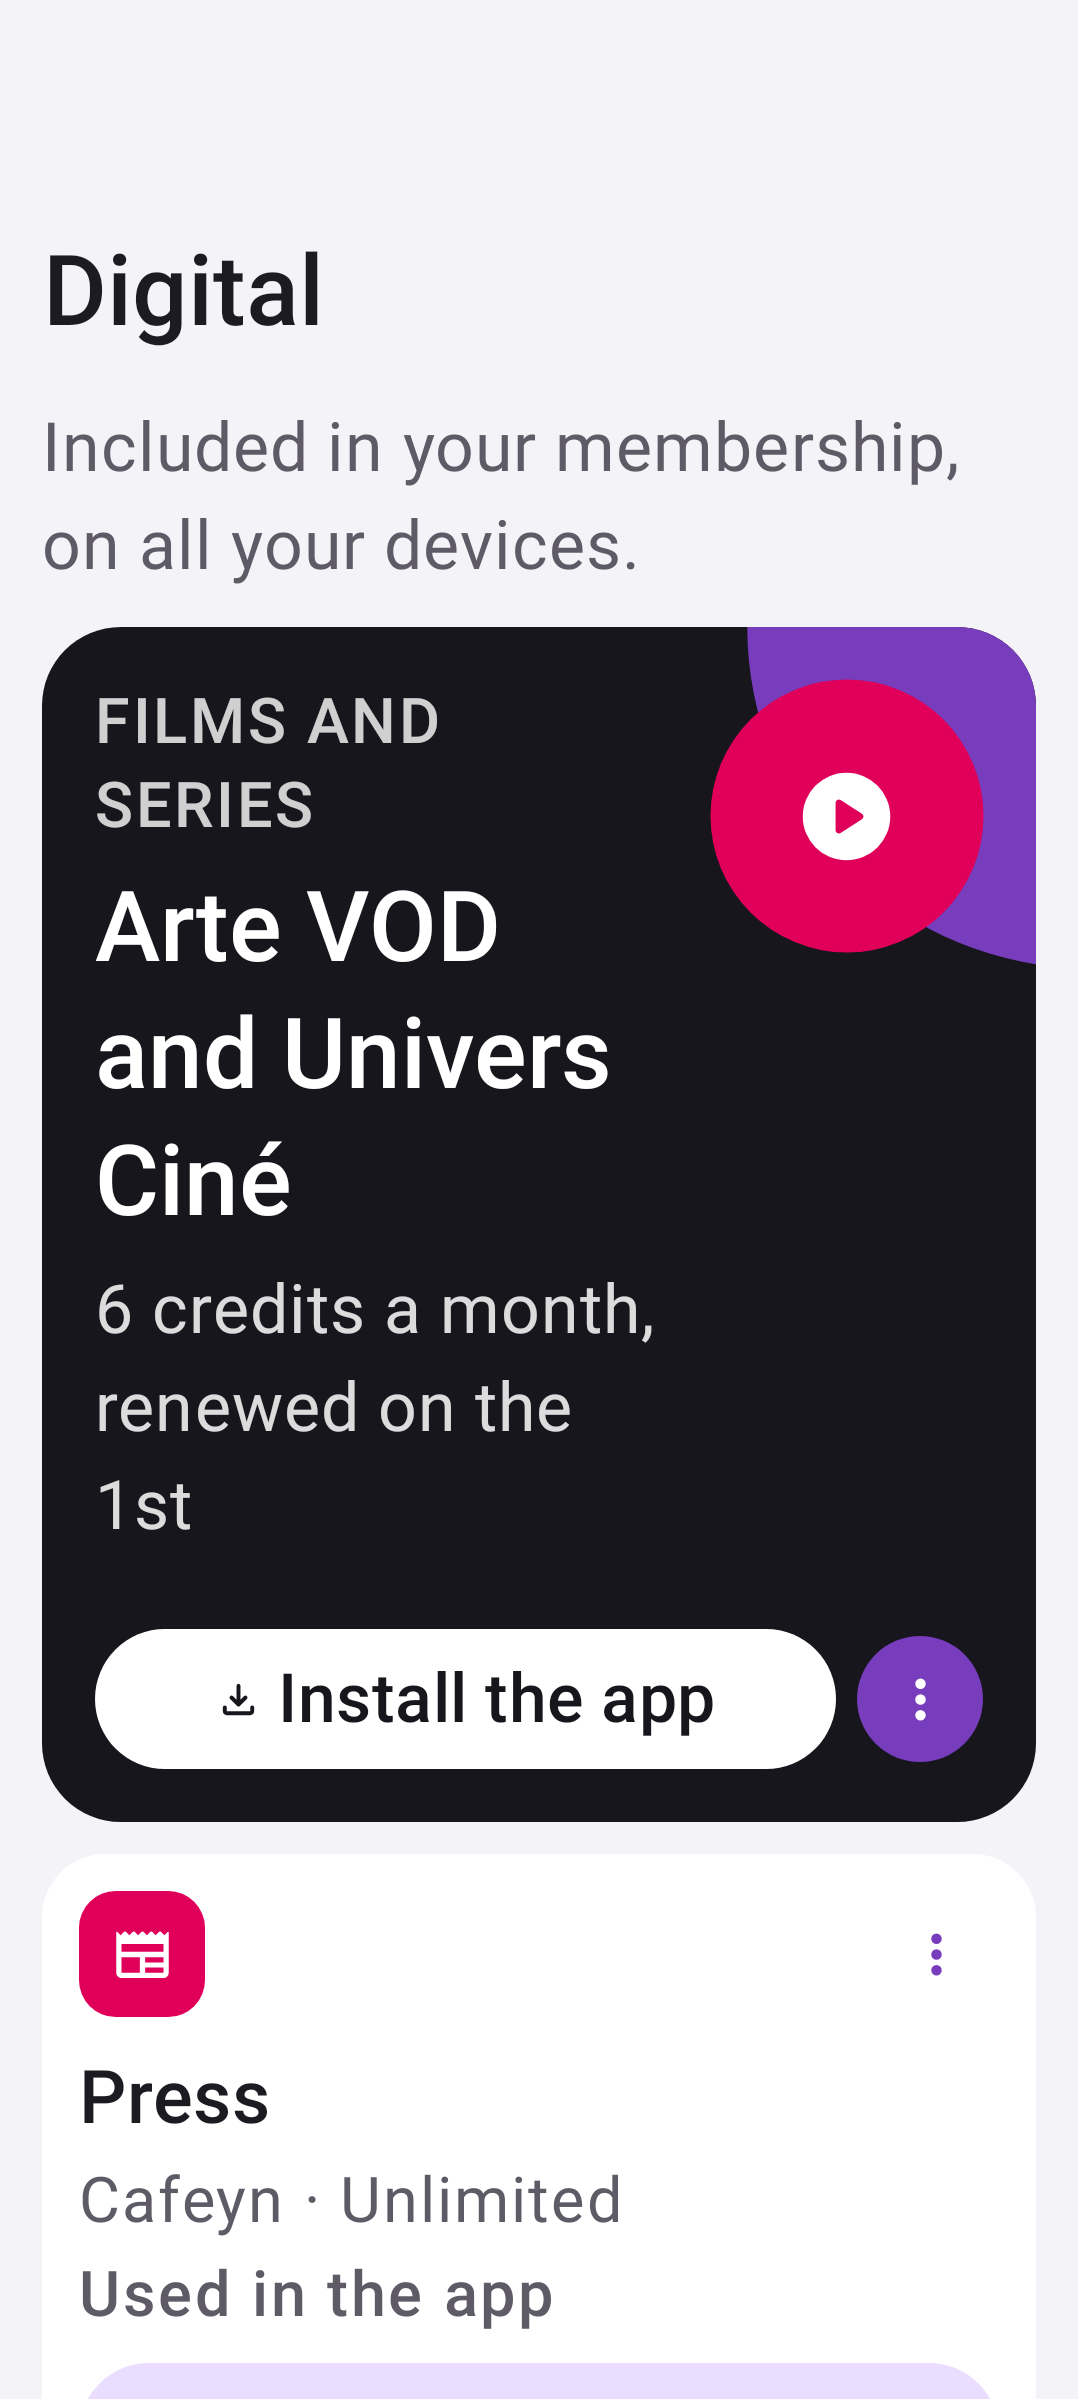 Digital
Included in your membership,
on all your devices.
FILMS AND
SERIES
Arte VOD
and Univers
Ciné
6 credits a month,
renewed on the
1st
Install the app
Press
Cafeyn · Unlimited
Used in the app